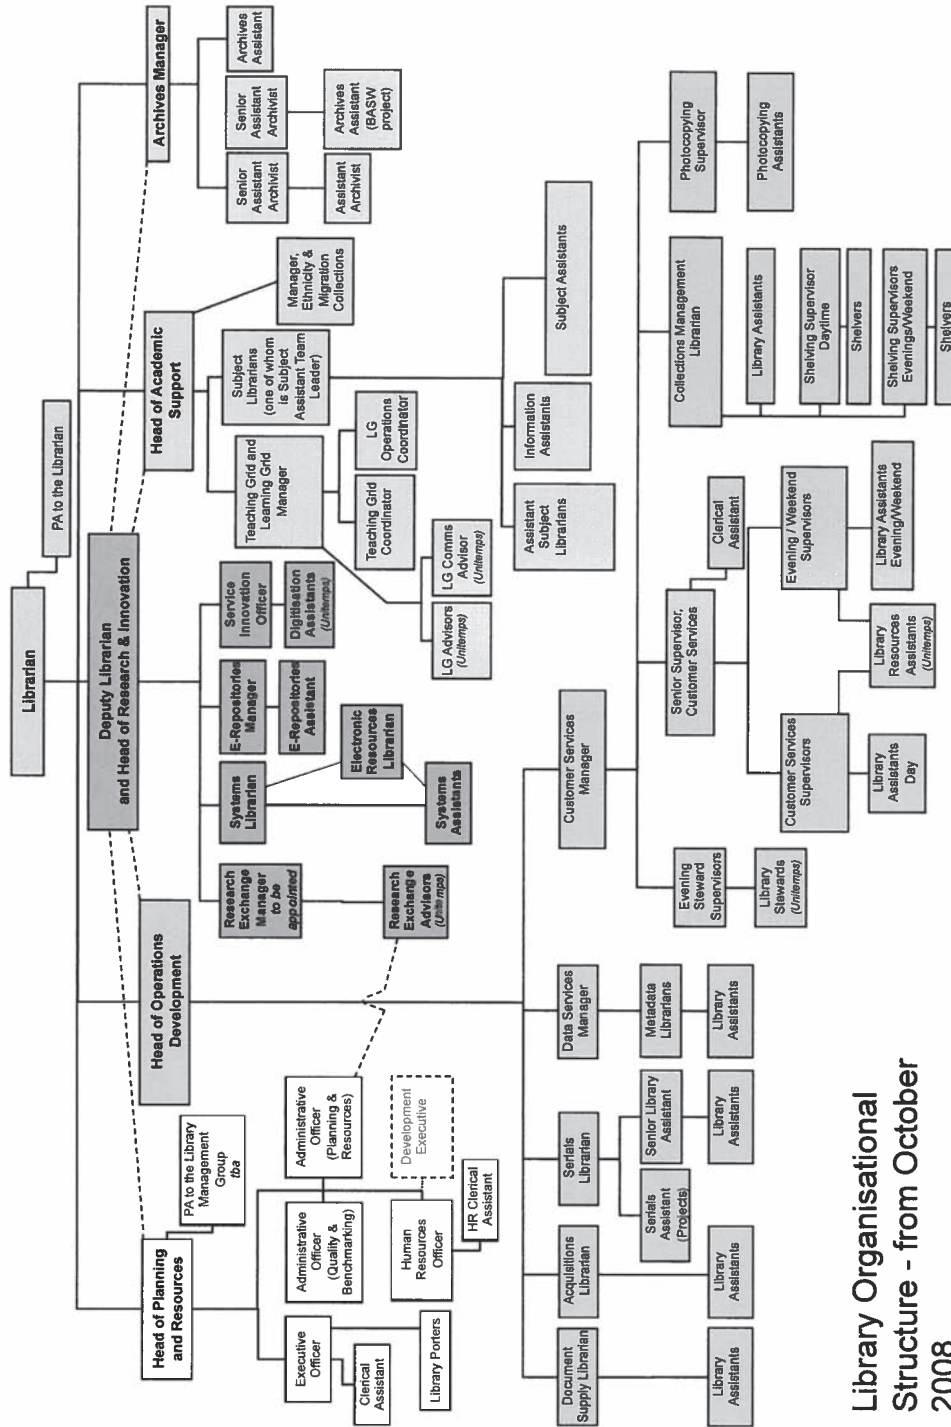 Librarian
PA to the Librarian
Deputy Librarian
and Head of Research & Innovation
Head of Planning
and Resources
Head of Operations
Development
Head of Academic
Support
Archives Manager
PA to the Library
Management
Group
tba
Executive
Officer
Clerical
Assistant
Library Porters
Administrative
Officer
(Quality &
Benchmarking)
Administrative
Officer
(Planning &
Resources)
Human
Resources
Officer
Development
Executive
HR Clerical
Assistant
Research
Exchange
Manager
to be
appointed
Research
Exchange
Advisors
(Unitemps)
Systems
Librarian
Electronic
Resources
Librarian
Systems
Assistants
E-Repositories
Manager
E-Repositories
Assistant
Service
Innovation
Officer
Digitisation
Assistants
(Unitemps)
Teaching Grid and
Learning Grid
Manager
Subject
Librarians
(one of whom
is Subject
Assistant Team
Leader)
Manager,
Ethnicity &
Migration
Collections
Teaching Grid
Coordinator
LG
Operations
Coordinator
LG Advisors
(Unitemps)
LG Comms
Advisor
(Unitemps)
Assistant
Subject
Librarians
Information
Assistants
Subject Assistants
Senior
Assistant
Archivist
Senior
Assistant
Archivist
Archives
Assistant
Assistant
Archivist
Archives
Assistant
(BASW
project)
Document
Supply Librarian
Library
Assistants
Acquisitions
Librarian
Library
Assistants
Serials
Librarian
Serials
Assistant
(Projects)
Senior Library
Assistant
Library
Assistants
Data Services
Manager
Metadata
Librarians
Library
Assistants
Customer Services
Manager
Evening
Steward
Supervisors
Library
Stewards
(Unitemps)
Senior Supervisor,
Customer Services
Clerical
Assistant
Customer Services
Supervisors
Evening / Weekend
Supervisors
Library
Assistants
Day
Library
Resources
Assistants
(Unitemps)
Library Assistants
Evening/Weekend
Collections Management
Librarian
Library Assistants
Shelving Supervisor
Daytime
Shelvers
Shelving Supervisors
Evenings/Weekend
Shelvers
Photocopying
Supervisor
Photocopying
Assistants
Library Organisational
Structure - from October
2008